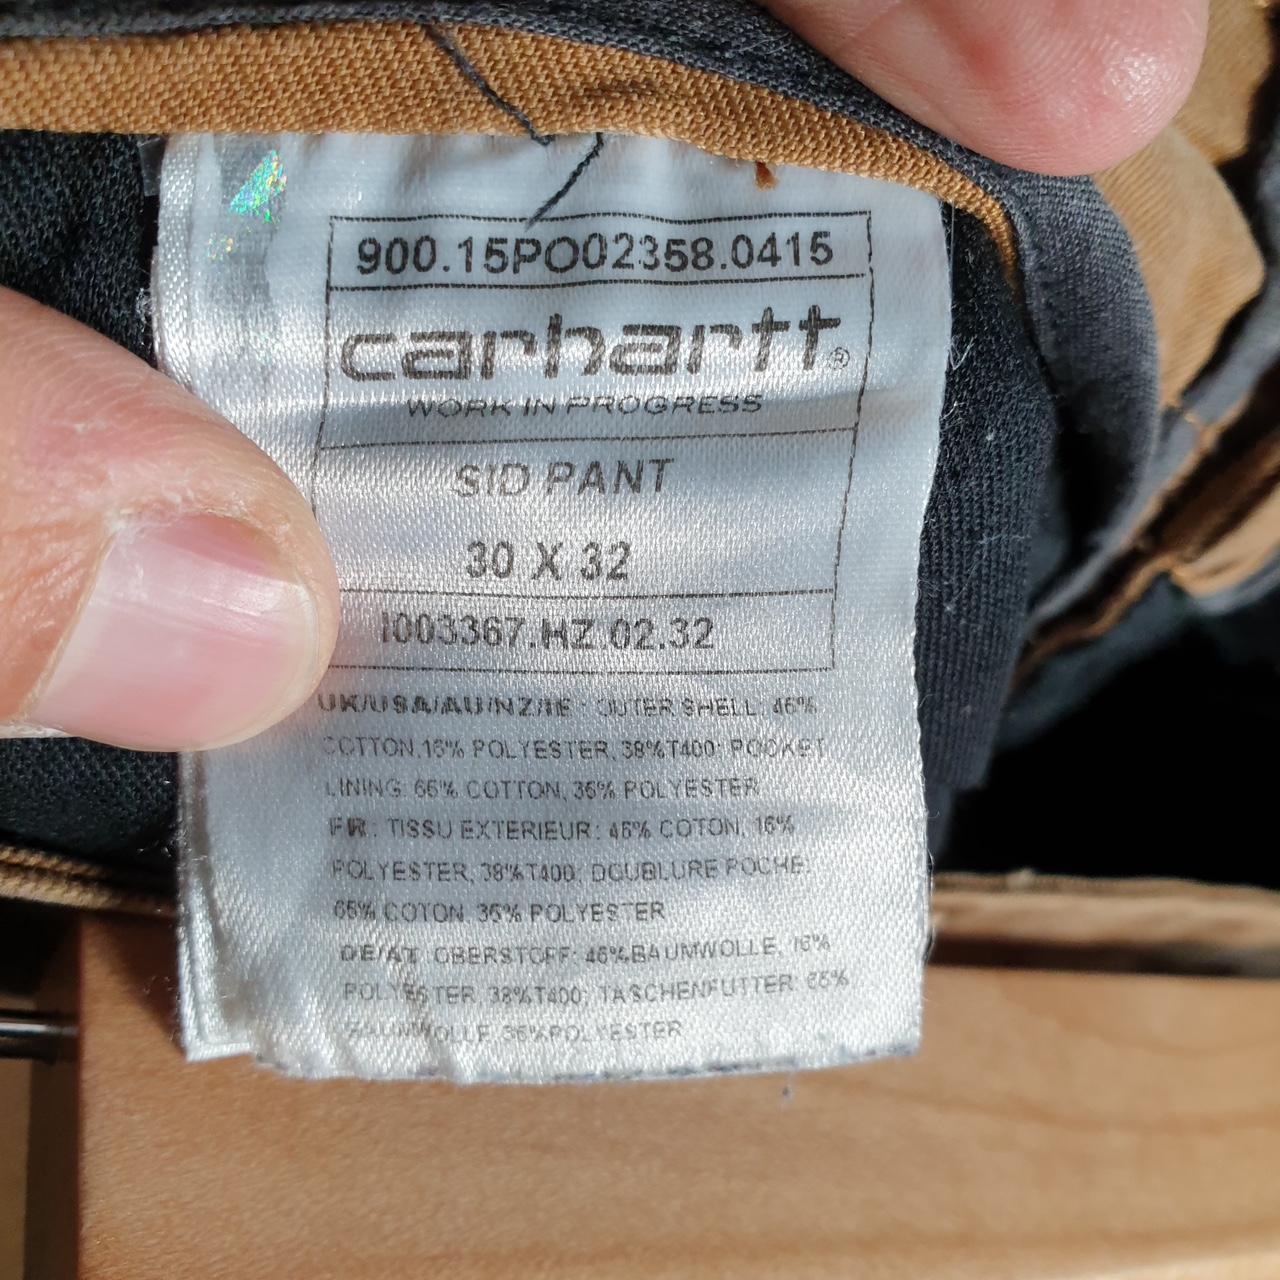 900.15PO02358.0415
carhartt®
WORK IN PROGRESS
SID PANT
30 X 32
I003367.HZ.02.32
UK/USA/AU/NZ/IE : OUTER SHELL: 46%
COTTON,16% POLYESTER, 38%T400; POCKET
LINING: 65% COTTON, 35% POLYESTER
FR : TISSU EXTERIEUR: 46% COTON, 16%
POLYESTER, 38%T400; DOUBLURE POCHE:
65% COTON, 35% POLYESTER
DE/AT : OBERSTOFF: 46%BAUMWOLLE, 16%
POLYESTER, 38%T400; TASCHENFUTTER: 65%
BAUMWOLLE, 35%POLYESTER